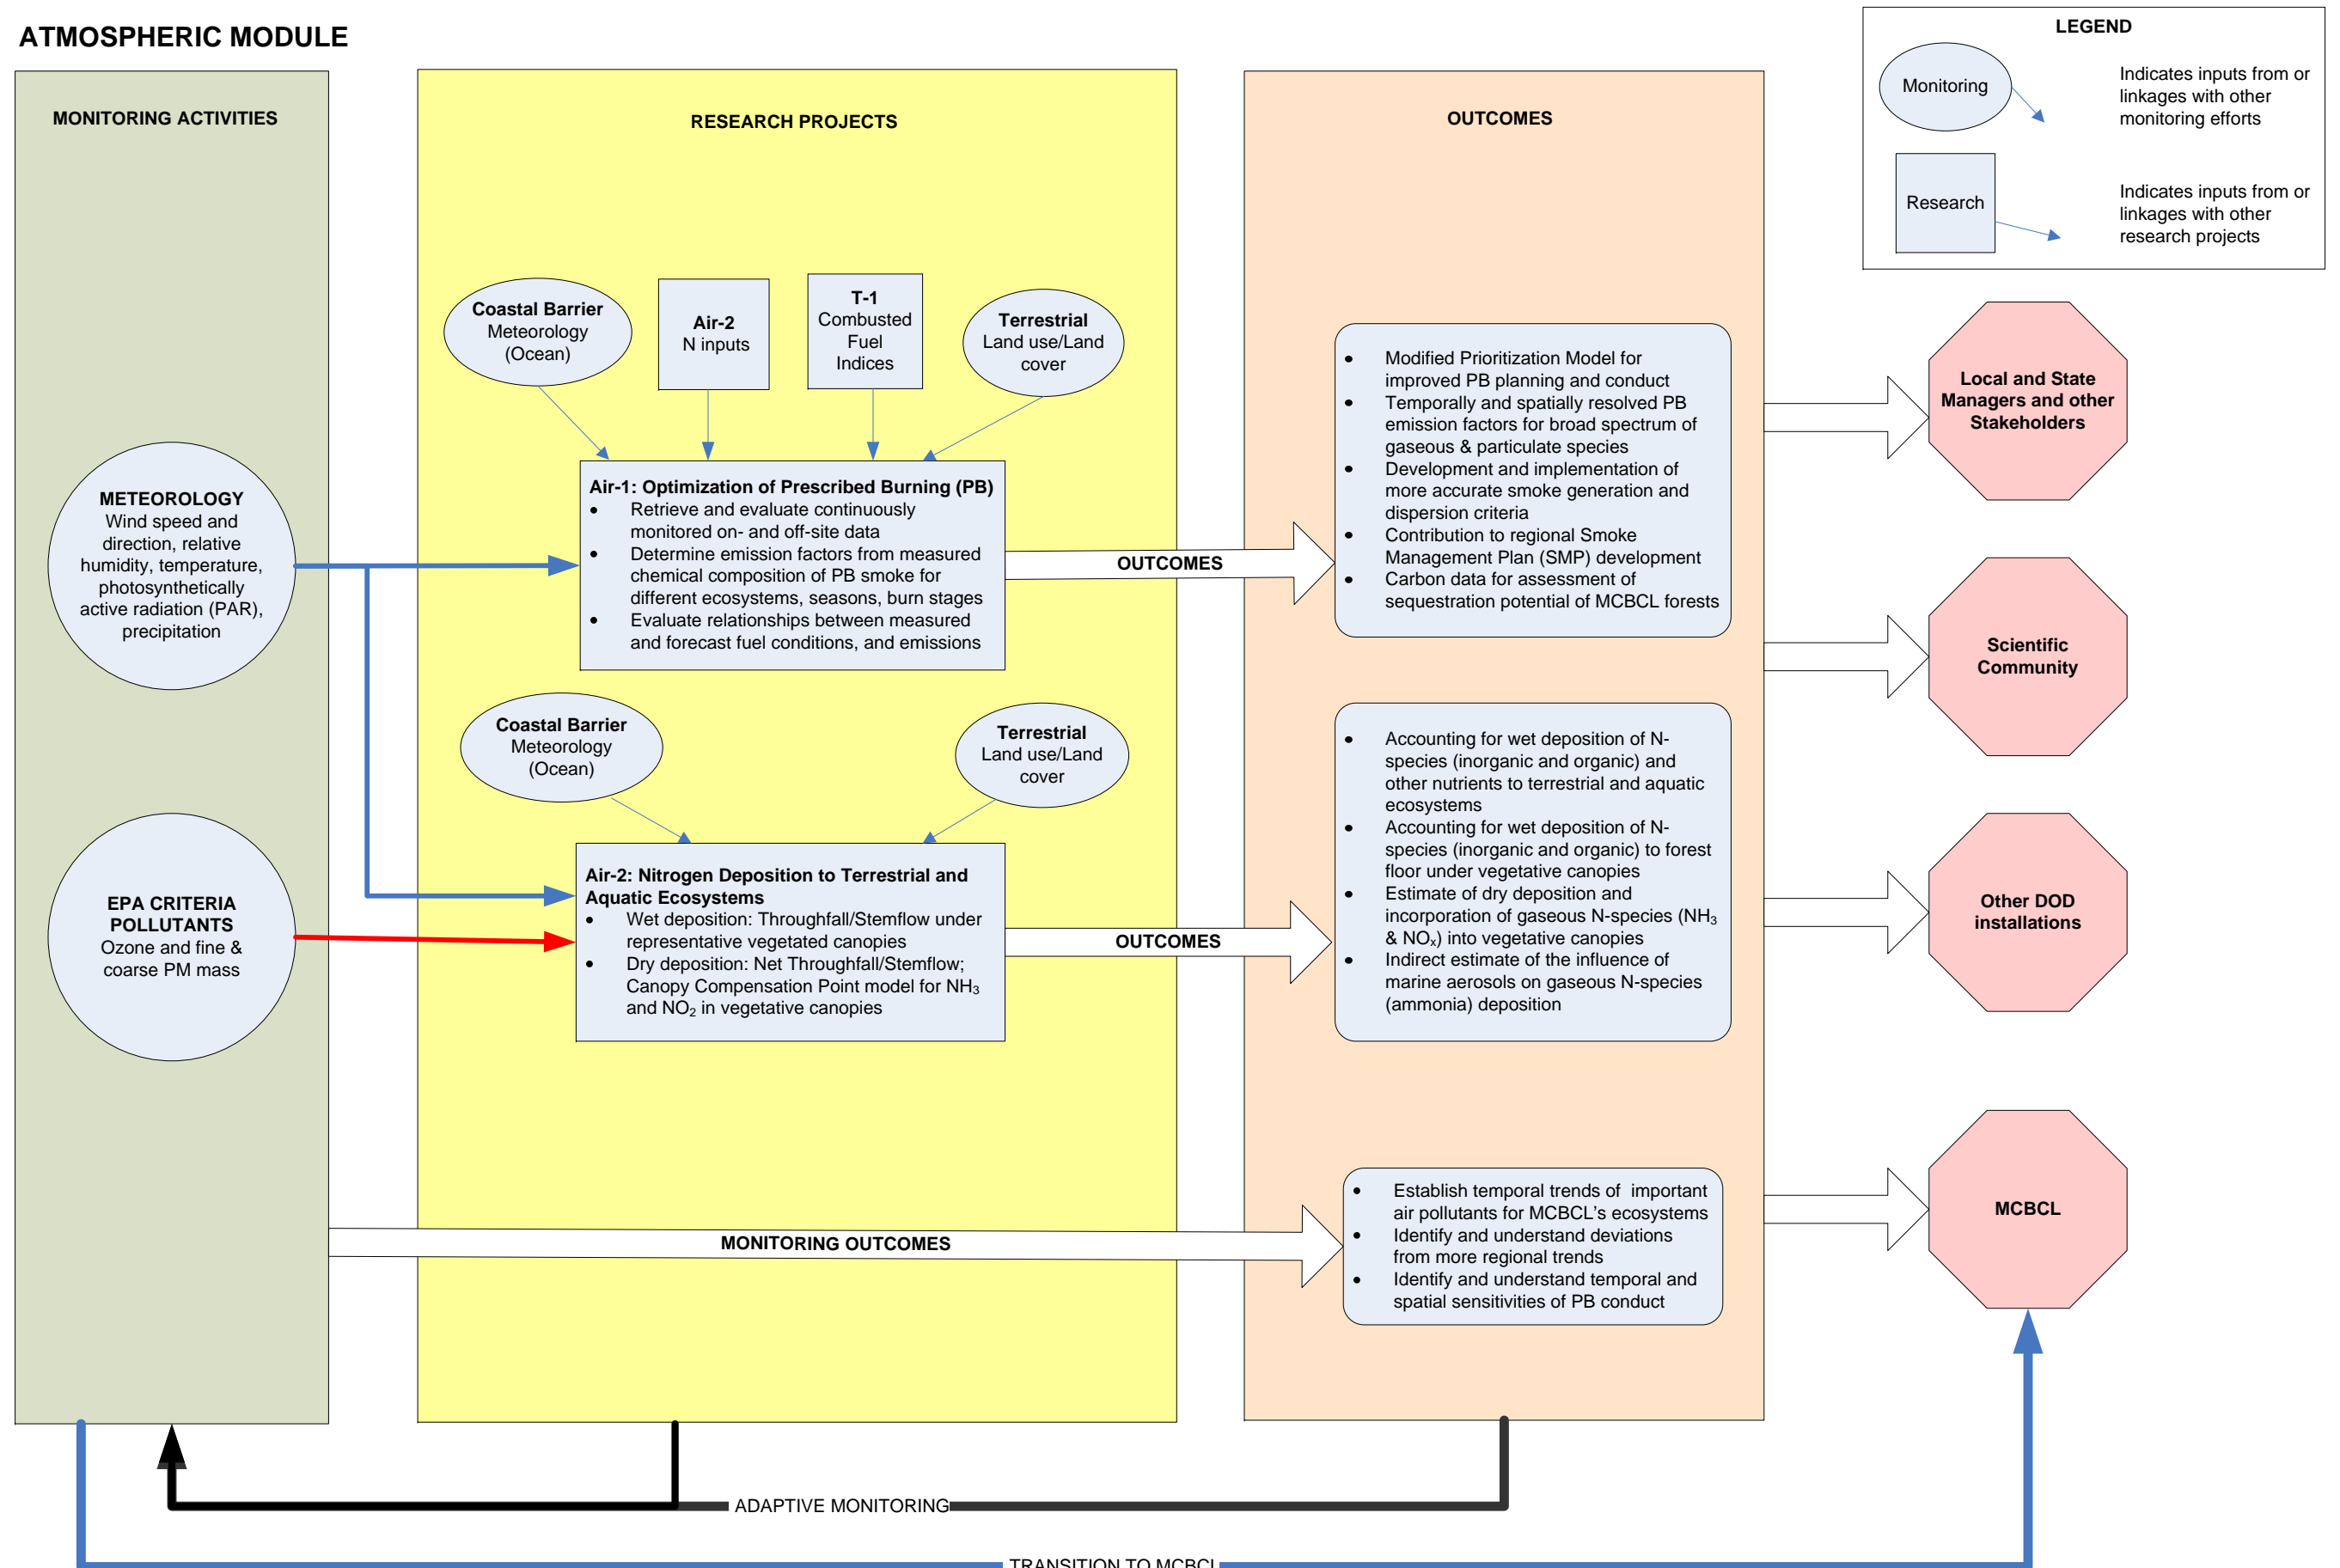 ATMOSPHERIC MODULE
MONITORING ACTIVITIES
METEOROLOGY
Wind speed and
direction, relative
humidity, temperature,
photosynthetically
active radiation (PAR),
precipitation
EPA CRITERIA
POLLUTANTS
Ozone and fine &
coarse PM mass
RESEARCH PROJECTS
Coastal Barrier
Meteorology
(Ocean)
Air-2
N inputs
T-1
Combusted
Fuel
Indices
Terrestrial
Land use/Land
cover
Air-1: Optimization of Prescribed Burning (PB)
• Retrieve and evaluate continuously
monitored on- and off-site data
• Determine emission factors from measured
chemical composition of PB smoke for
different ecosystems, seasons, burn stages
• Evaluate relationships between measured
and forecast fuel conditions, and emissions
Coastal Barrier
Meteorology
(Ocean)
Terrestrial
Land use/Land
cover
Air-2: Nitrogen Deposition to Terrestrial and
Aquatic Ecosystems
• Wet deposition: Throughfall/Stemflow under
representative vegetated canopies
• Dry deposition: Net Throughfall/Stemflow;
Canopy Compensation Point model for NH₃
and NO₂ in vegetative canopies
OUTCOMES
OUTCOMES
MONITORING OUTCOMES
OUTCOMES
• Modified Prioritization Model for
improved PB planning and conduct
• Temporally and spatially resolved PB
emission factors for broad spectrum of
gaseous & particulate species
• Development and implementation of
more accurate smoke generation and
dispersion criteria
• Contribution to regional Smoke
Management Plan (SMP) development
• Carbon data for assessment of
sequestration potential of MCBCL forests
• Accounting for wet deposition of N-
species (inorganic and organic) and
other nutrients to terrestrial and aquatic
ecosystems
• Accounting for wet deposition of N-
species (inorganic and organic) to forest
floor under vegetative canopies
• Estimate of dry deposition and
incorporation of gaseous N-species (NH₃
& NOₓ) into vegetative canopies
• Indirect estimate of the influence of
marine aerosols on gaseous N-species
(ammonia) deposition
• Establish temporal trends of important
air pollutants for MCBCL's ecosystems
• Identify and understand deviations
from more regional trends
• Identify and understand temporal and
spatial sensitivities of PB conduct
LEGEND
Monitoring
Indicates inputs from or
linkages with other
monitoring efforts
Research
Indicates inputs from or
linkages with other
research projects
Local and State
Managers and other
Stakeholders
Scientific
Community
Other DOD
installations
MCBCL
ADAPTIVE MONITORING
TRANSITION TO MCBCL